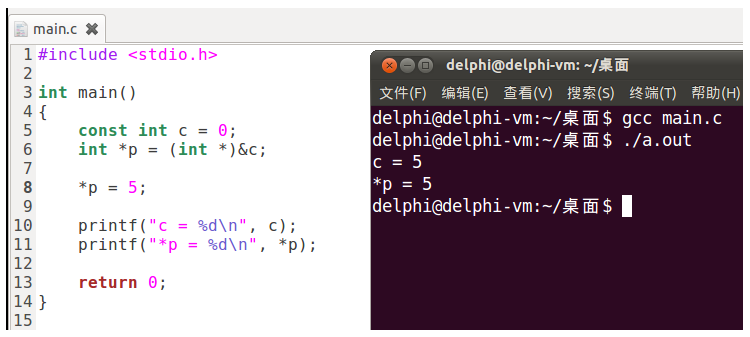 main.c
1 #include <stdio.h>
2
3 int main()
4 {
5     const int c = 0;
6     int *p = (int *)&c;
7
8     *p = 5;
9
10     printf("c = %d\n", c);
11     printf("*p = %d\n", *p);
12
13     return 0;
14 }
15
delphi@delphi-vm: ~/桌面
文件(F) 编辑(E) 查看(V) 搜索(S) 终端(T) 帮助(H)
delphi@delphi-vm:~/桌面$ gcc main.c
delphi@delphi-vm:~/桌面$ ./a.out
c = 5
*p = 5
delphi@delphi-vm:~/桌面$